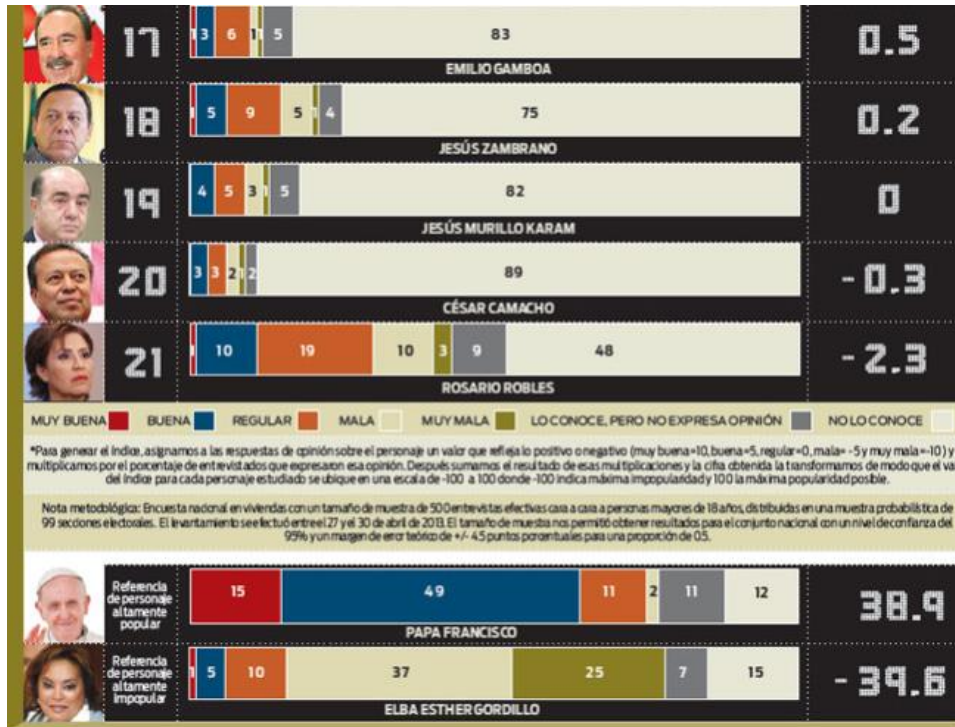 17
1 3 6 1 1 5 83
EMILIO GAMBOA
0.5
18
1 5 9 5 1 4 75
JESÚS ZAMBRANO
0.2
19
4 5 3 1 5 82
JESÚS MURILLO KARAM
0
20
3 3 2 1 2 89
CÉSAR CAMACHO
- 0.3
21
1 10 19 10 3 9 48
ROSARIO ROBLES
- 2.3
MUY BUENA BUENA REGULAR MALA MUY MALA LO CONOCE, PERO NO EXPRESA OPINIÓN NO LO CONOCE
*Para generar el índice, asignamos a las respuestas de opinión sobre el personaje un valor que refleja lo positivo o negativo (muy buena=10, buena=5, regular=0, mala= -5 y muy mala=-10) y
multiplicamos por el porcentaje de entrevistados que expresaron esa opinión. Después sumamos el resultado de esas multiplicaciones y la cifra obtenida la transformamos de modo que el va
del índice para cada personaje estudiado se ubique en una escala de -100 a 100 donde -100 indica máxima impopularidad y 100 la máxima popularidad posible.
Nota metodológica: Encuesta nacional en viviendas con un tamaño de muestra de 500 entrevistas efectivas cara a cara a personas mayores de 18 años, distribuidas en una muestra probabilística de
99 secciones electorales. El levantamiento se efectuó entre el 27 y el 30 de abril de 2013. El tamaño de muestra nos permitió obtener resultados para el conjunto nacional con un nivel de confianza del
95% y un margen de error teórico de +/- 4.5 puntos porcentuales para una proporción de 0.5.
Referencia
de personaje
altamente
popular
15 49 11 2 11 12
PAPA FRANCISCO
38.9
Referencia
de personaje
altamente
impopular
1 5 10 37 25 7 15
ELBA ESTHER GORDILLO
- 39.6